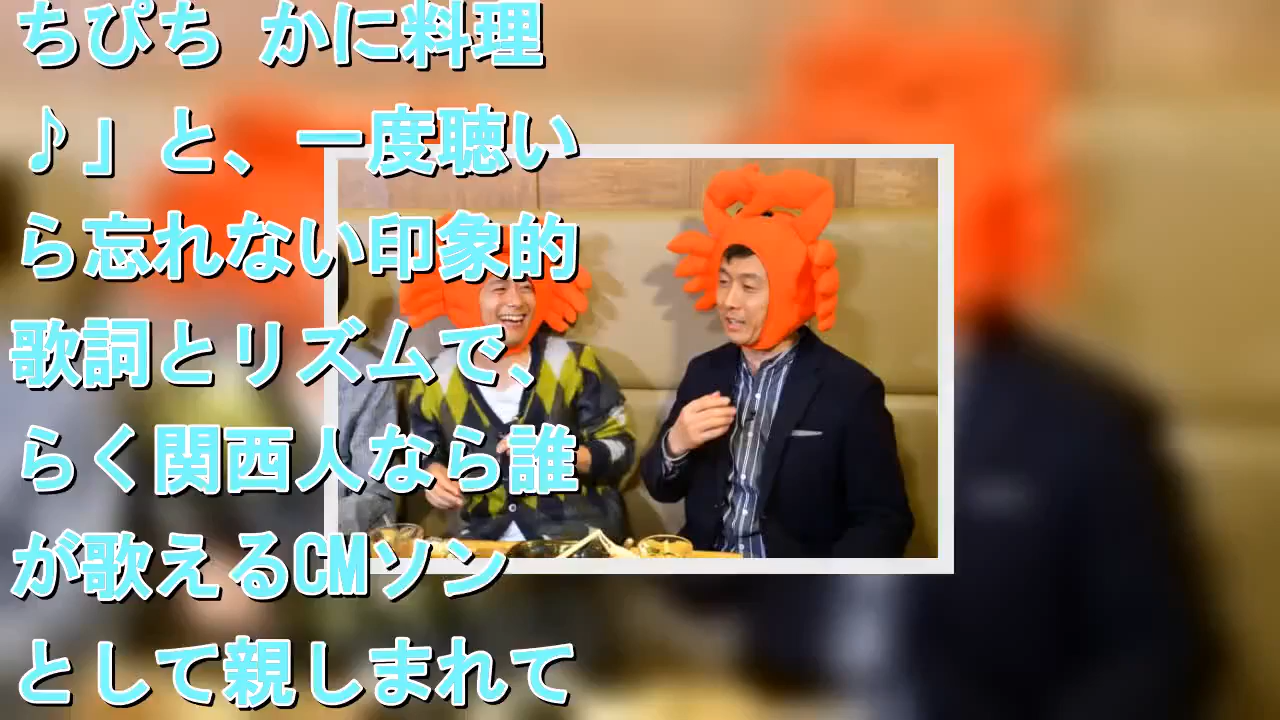 ちぴち かに料理
♪」と、一度聴い
ら忘れない印象的
歌詞とリズムで、
らく関西人なら誰
が歌えるCMソン
として親しまれて